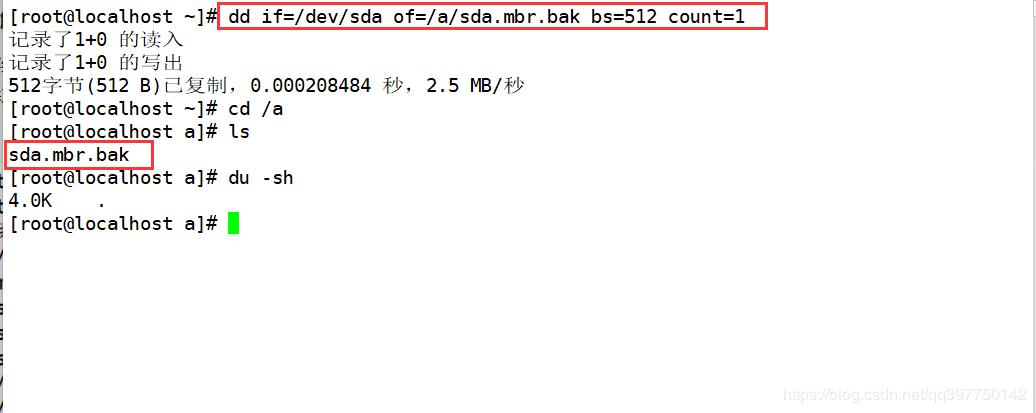 [root@localhost ~]# dd if=/dev/sda of=/a/sda.mbr.bak bs=512 count=1
记录了1+0 的读入
记录了1+0 的写出
512字节(512 B)已复制，0.000208484 秒，2.5 MB/秒
[root@localhost ~]# cd /a
[root@localhost a]# ls
sda.mbr.bak
[root@localhost a]# du -sh
4.0K    .
[root@localhost a]#
https://blog.csdn.net/qq397750142